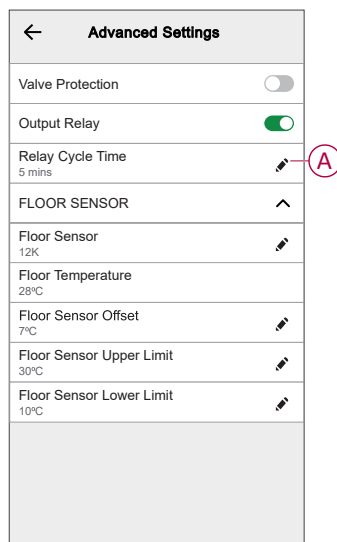 Advanced Settings
Valve Protection
Output Relay
Relay Cycle Time
5 mins
A
FLOOR SENSOR
Floor Sensor
12K
Floor Temperature
28ºC
Floor Sensor Offset
7ºC
Floor Sensor Upper Limit
30ºC
Floor Sensor Lower Limit
10ºC